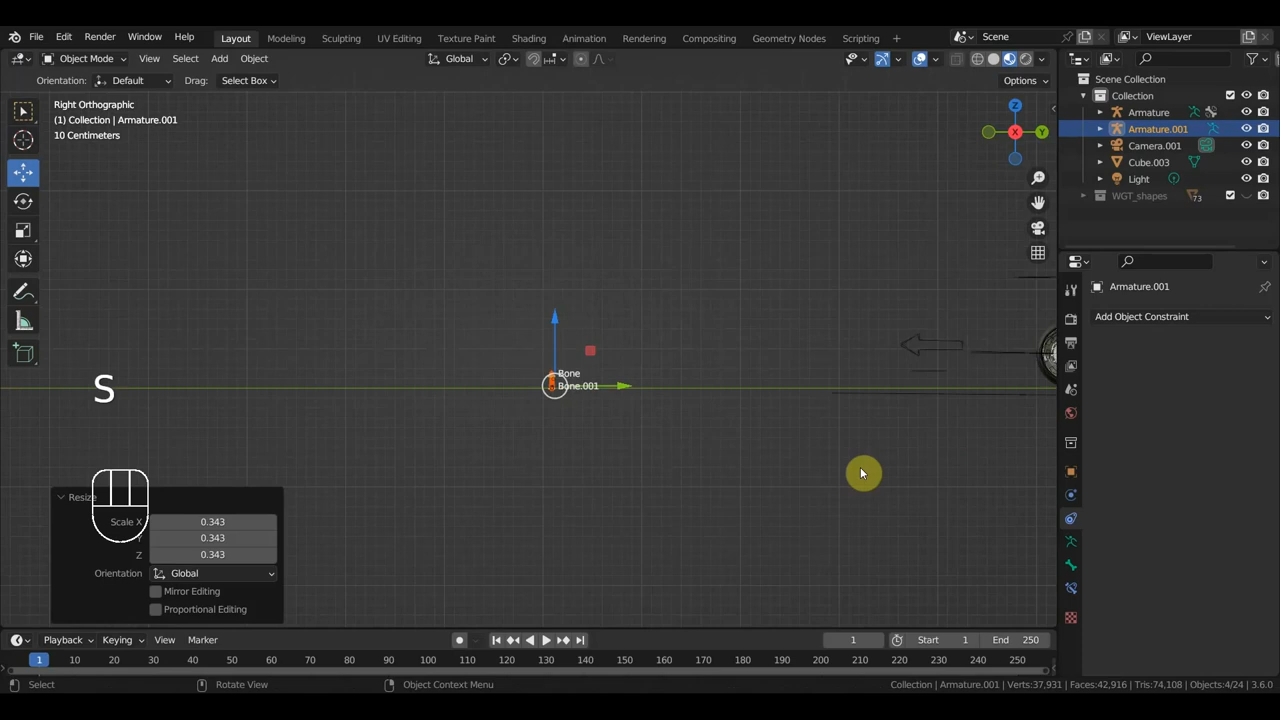 File Edit Render Window Help
Layout Modeling Sculpting UV Editing Texture Paint Shading Animation Rendering Compositing Geometry Nodes Scripting +
Scene
ViewLayer
Object Mode View Select Add Object
Global
Orientation: Default Drag: Select Box
Options
Right Orthographic
(1) Collection | Armature.001
10 Centimeters
Z
X
Y
Bone
Bone.001
S
Resize
Scale X 0.343
0.343
Z 0.343
Orientation Global
Mirror Editing
Proportional Editing
Scene Collection
Collection
Armature
Armature.001
Camera.001
Cube.003
Light
WGT_shapes 73
Armature.001
Add Object Constraint
Playback Keying View Marker
1 Start 1 End 250
1 10 20 30 40 50 60 70 80 90 100 110 120 130 140 150 160 170 180 190 200 210 220 230 240 250
Select Rotate View Object Context Menu
Collection | Armature.001 | Verts:37,931 | Faces:42,916 | Tris:74,108 | Objects:4/24 | 3.6.0